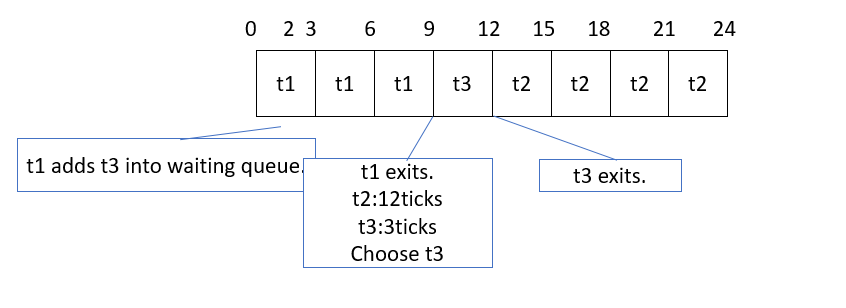 0 2 3 6 9 12 15 18 21 24
t1 t1 t1 t3 t2 t2 t2 t2
t1 adds t3 into waiting queue.
t1 exits.
t2:12ticks
t3:3ticks
Choose t3
t3 exits.